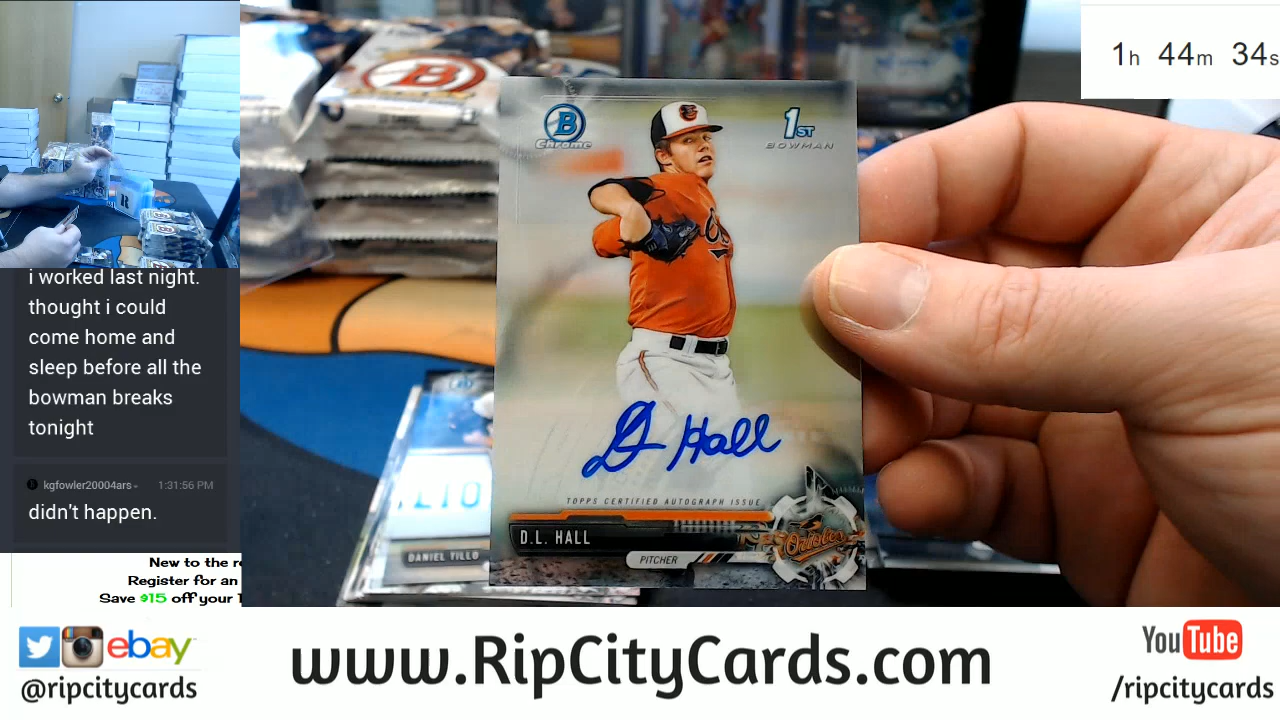 1h 44m 34s
B
Chrome
1ST
BOWMAN
B
i worked last night.
thought i could
come home and
sleep before all the
bowman breaks
tonight
kgfowler20004ars
1:31:56 PM
didn't happen.
DL Hall
TOPPS CERTIFIED AUTOGRAPH ISSUE
D.L. HALL
PITCHER
Orioles
DANIEL TILLO
New to the
Register for an
Save $15 off your
ebay
@ripcitycards
www.RipCityCards.com
YouTube
/ripcitycards